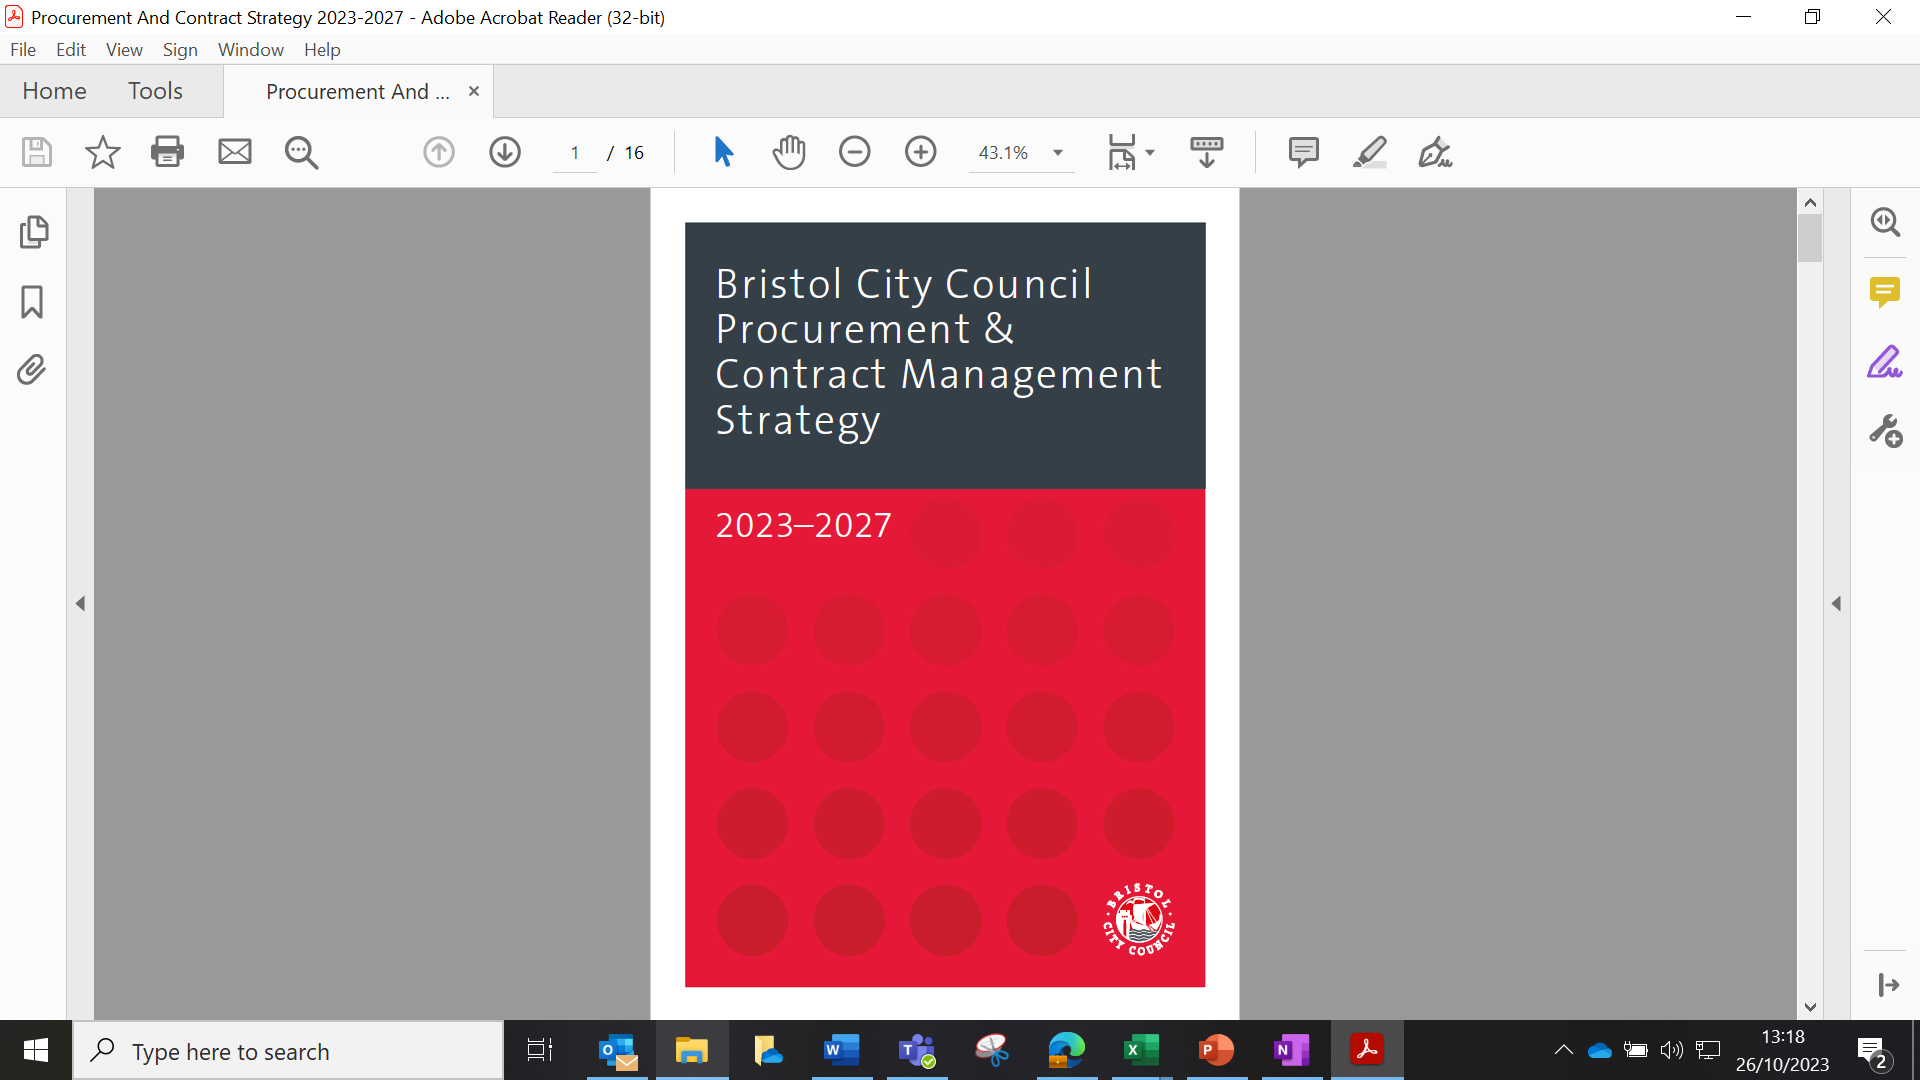 Procurement And Contract Strategy 2023-2027 - Adobe Acrobat Reader (32-bit)
File Edit View Sign Window Help
Home Tools Procurement And ...
1 / 16 43.1%
Bristol City Council
Procurement &
Contract Management
Strategy
2023–2027
BRISTOL
CITY COUNCIL
Type here to search
13:18
26/10/2023
2